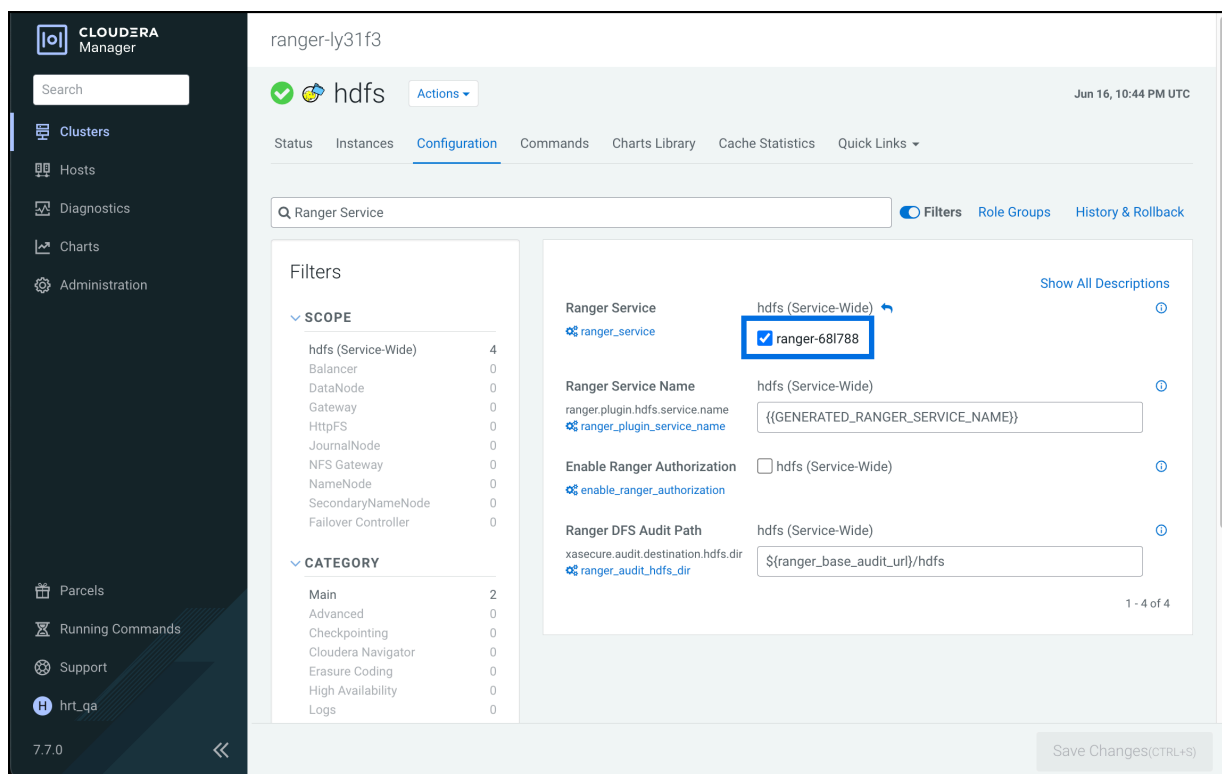 CLOUDERA
Manager
Search
Clusters
Hosts
Diagnostics
Charts
Administration
Parcels
Running Commands
Support
H hrt_qa
7.7.0
ranger-ly31f3
hdfs Actions
Jun 16, 10:44 PM UTC
Status Instances Configuration Commands Charts Library Cache Statistics Quick Links
Ranger Service
Filters Role Groups History & Rollback
Filters
SCOPE
hdfs (Service-Wide) 4
Balancer 0
DataNode 0
Gateway 0
HttpFS 0
JournalNode 0
NFS Gateway 0
NameNode 0
SecondaryNameNode 0
Failover Controller 0
CATEGORY
Main 2
Advanced 0
Checkpointing 0
Cloudera Navigator 0
Erasure Coding 0
High Availability 0
Logs 0
Show All Descriptions
Ranger Service hdfs (Service-Wide)
ranger_service
ranger-68l788
Ranger Service Name hdfs (Service-Wide)
ranger.plugin.hdfs.service.name
ranger_plugin_service_name
{{GENERATED_RANGER_SERVICE_NAME}}
Enable Ranger Authorization hdfs (Service-Wide)
enable_ranger_authorization
Ranger DFS Audit Path hdfs (Service-Wide)
xasecure.audit.destination.hdfs.dir
ranger_audit_hdfs_dir
${ranger_base_audit_url}/hdfs
1 - 4 of 4
Save Changes(CTRL+S)